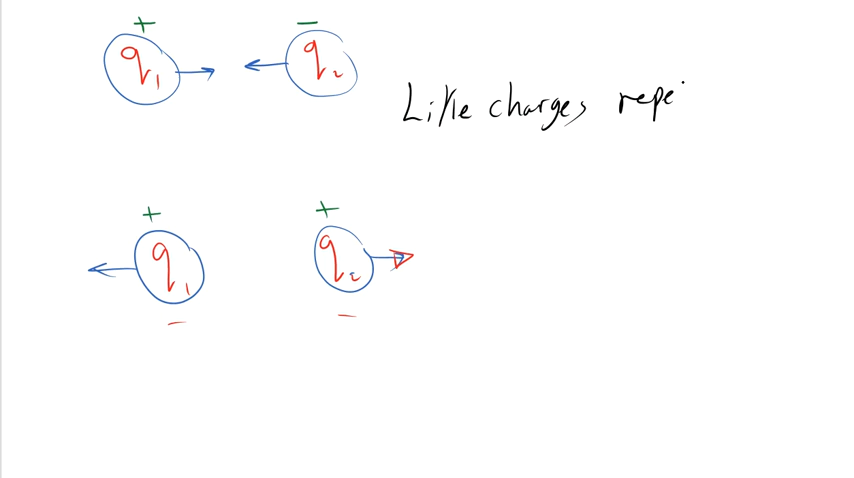 + −
q1 q2
Like charges repe
+ +
q1 q2
− −